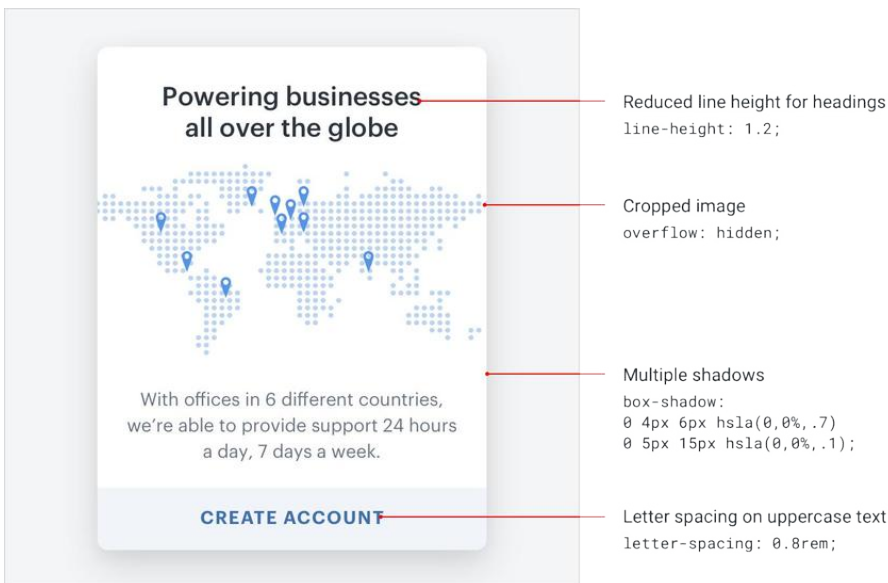 Powering businesses
all over the globe
With offices in 6 different countries,
we're able to provide support 24 hours
a day, 7 days a week.
CREATE ACCOUNT
Reduced line height for headings
line-height: 1.2;
Cropped image
overflow: hidden;
Multiple shadows
box-shadow:
0 4px 6px hsla(0,0%,.7)
0 5px 15px hsla(0,0%,.1);
Letter spacing on uppercase text
letter-spacing: 0.8rem;